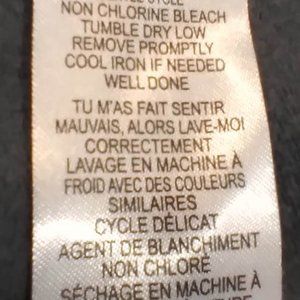 CYCLE
NON CHLORINE BLEACH
TUMBLE DRY LOW
REMOVE PROMPTLY
COOL IRON IF NEEDED
WELL DONE
TU M'AS FAIT SENTIR
MAUVAIS, ALORS LAVE-MOI
CORRECTEMENT
LAVAGE EN MACHINE À
FROID AVEC DES COULEURS
SIMILAIRES
CYCLE DÉLICAT
AGENT DE BLANCHIMENT
NON CHLORÉ
SÉCHAGE EN MACHINE À